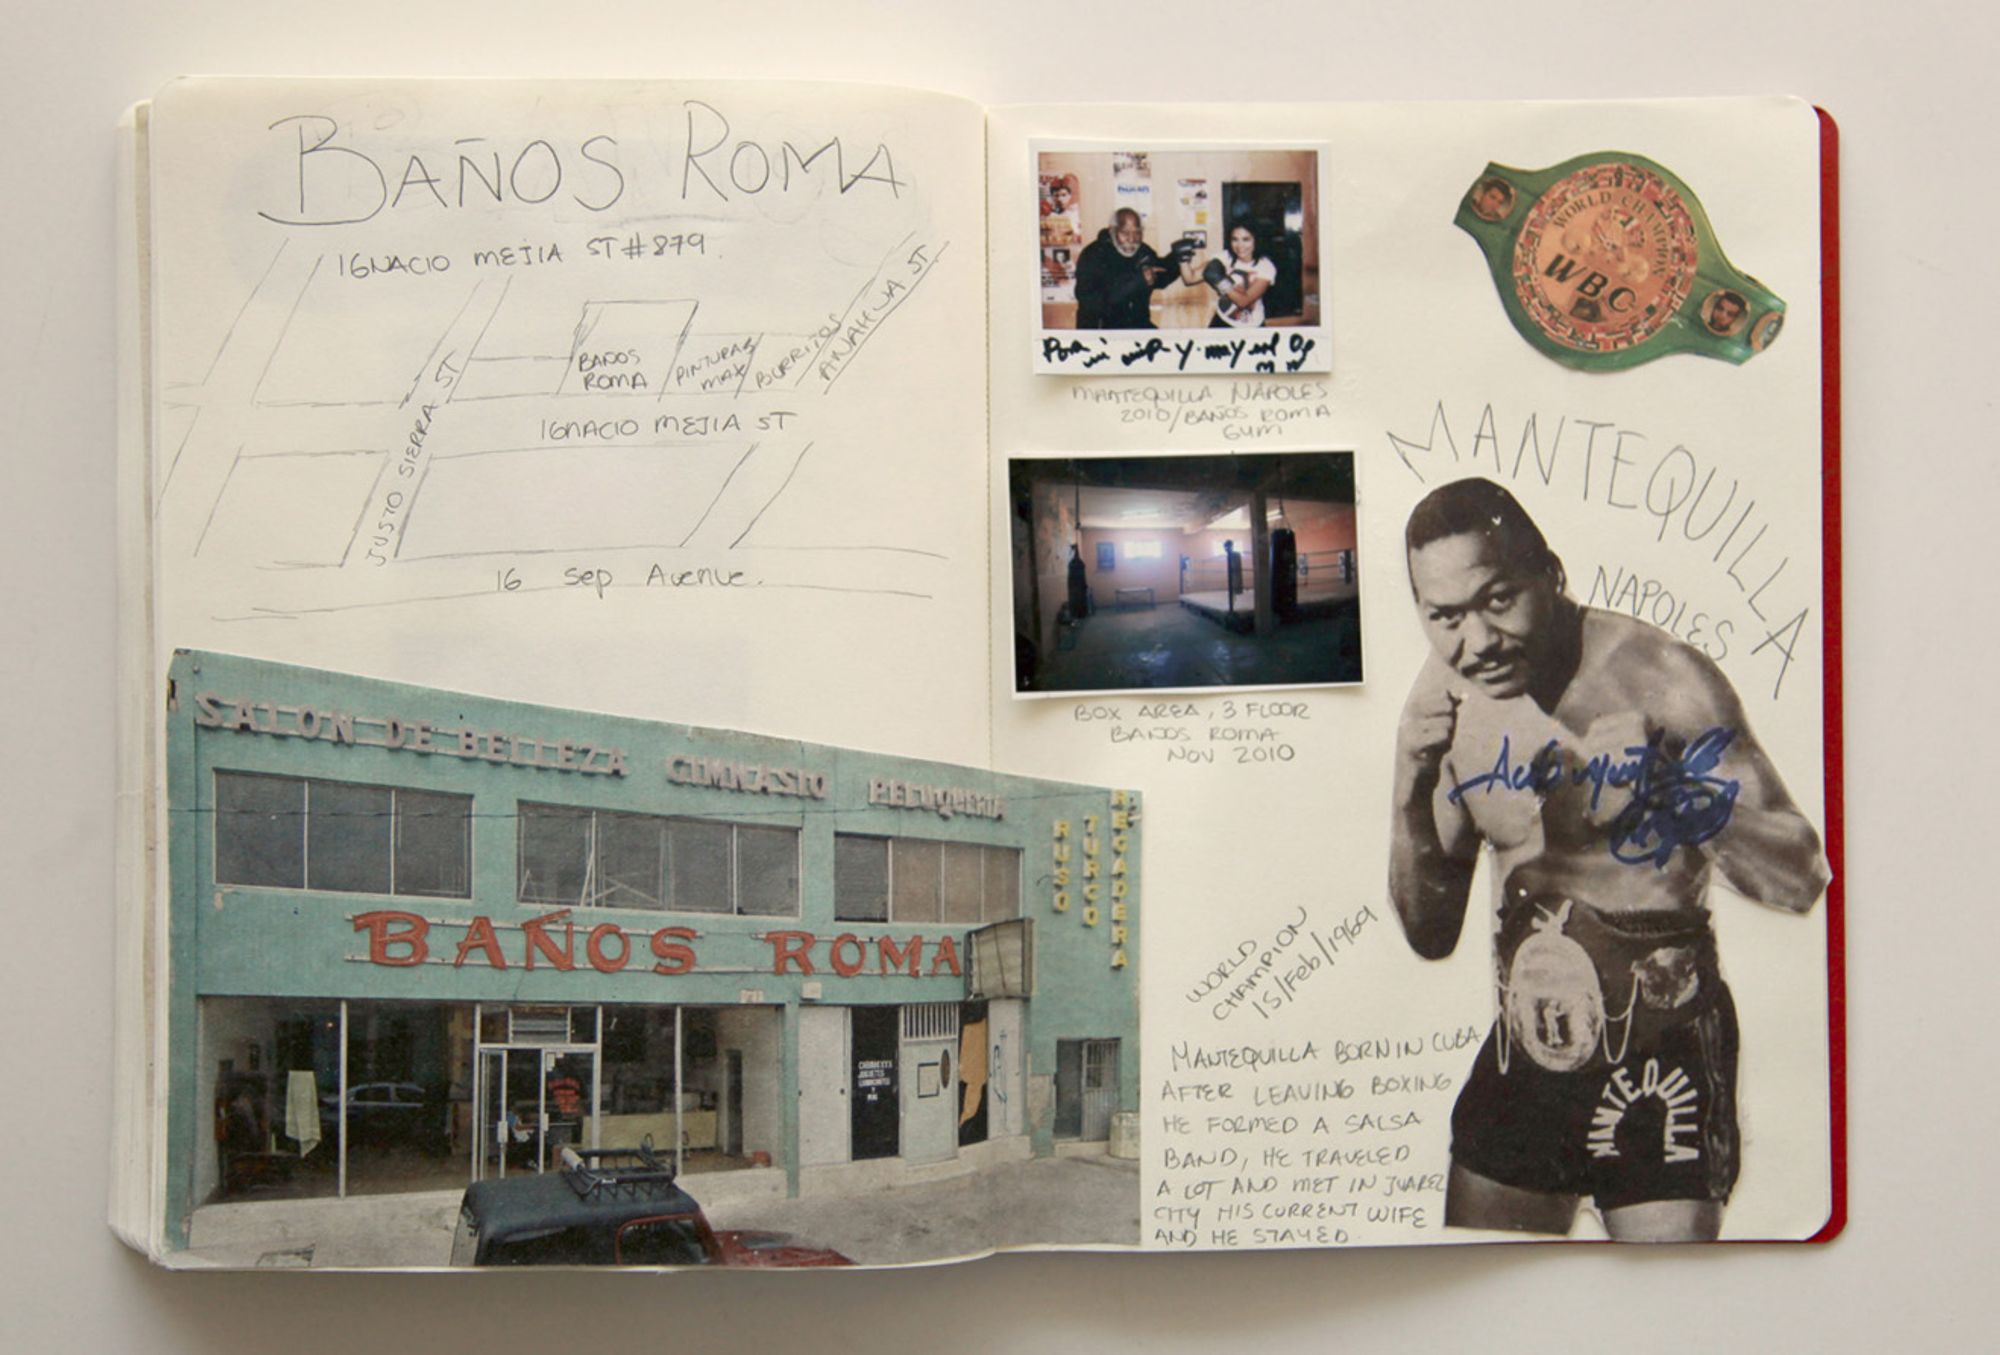 BAÑOS ROMA
IGNACIO MEJIA ST #879.
JUSTO SIERRA ST
BAÑOS
ROMA
PINTURAS
MAX
BURRITOS
ANAHUIA ST.
IGNACIO MEJIA ST
16 Sep Avenue.
SALON DE BELLEZA GIMNASIO PELUQUERIA
RUSO
TURCO
REGADERA
BAÑOS ROMA
MANTEQUILLA NÁPOLES
2010/BAÑOS ROMA
GYM
BOX AREA, 3 FLOOR
BAÑOS ROMA
NOV 2010
WORLD CHAMPION
WBC
MANTEQUILLA
NAPOLES
WORLD
CHAMPION
15/Feb/1969
MANTEQUILLA BORN IN CUBA
AFTER LEAVING BOXING
HE FORMED A SALSA
BAND, HE TRAVELED
A LOT AND MET IN JUAREZ
CITY HIS CURRENT WIFE
AND HE STAYED.
MANTEQUILLA